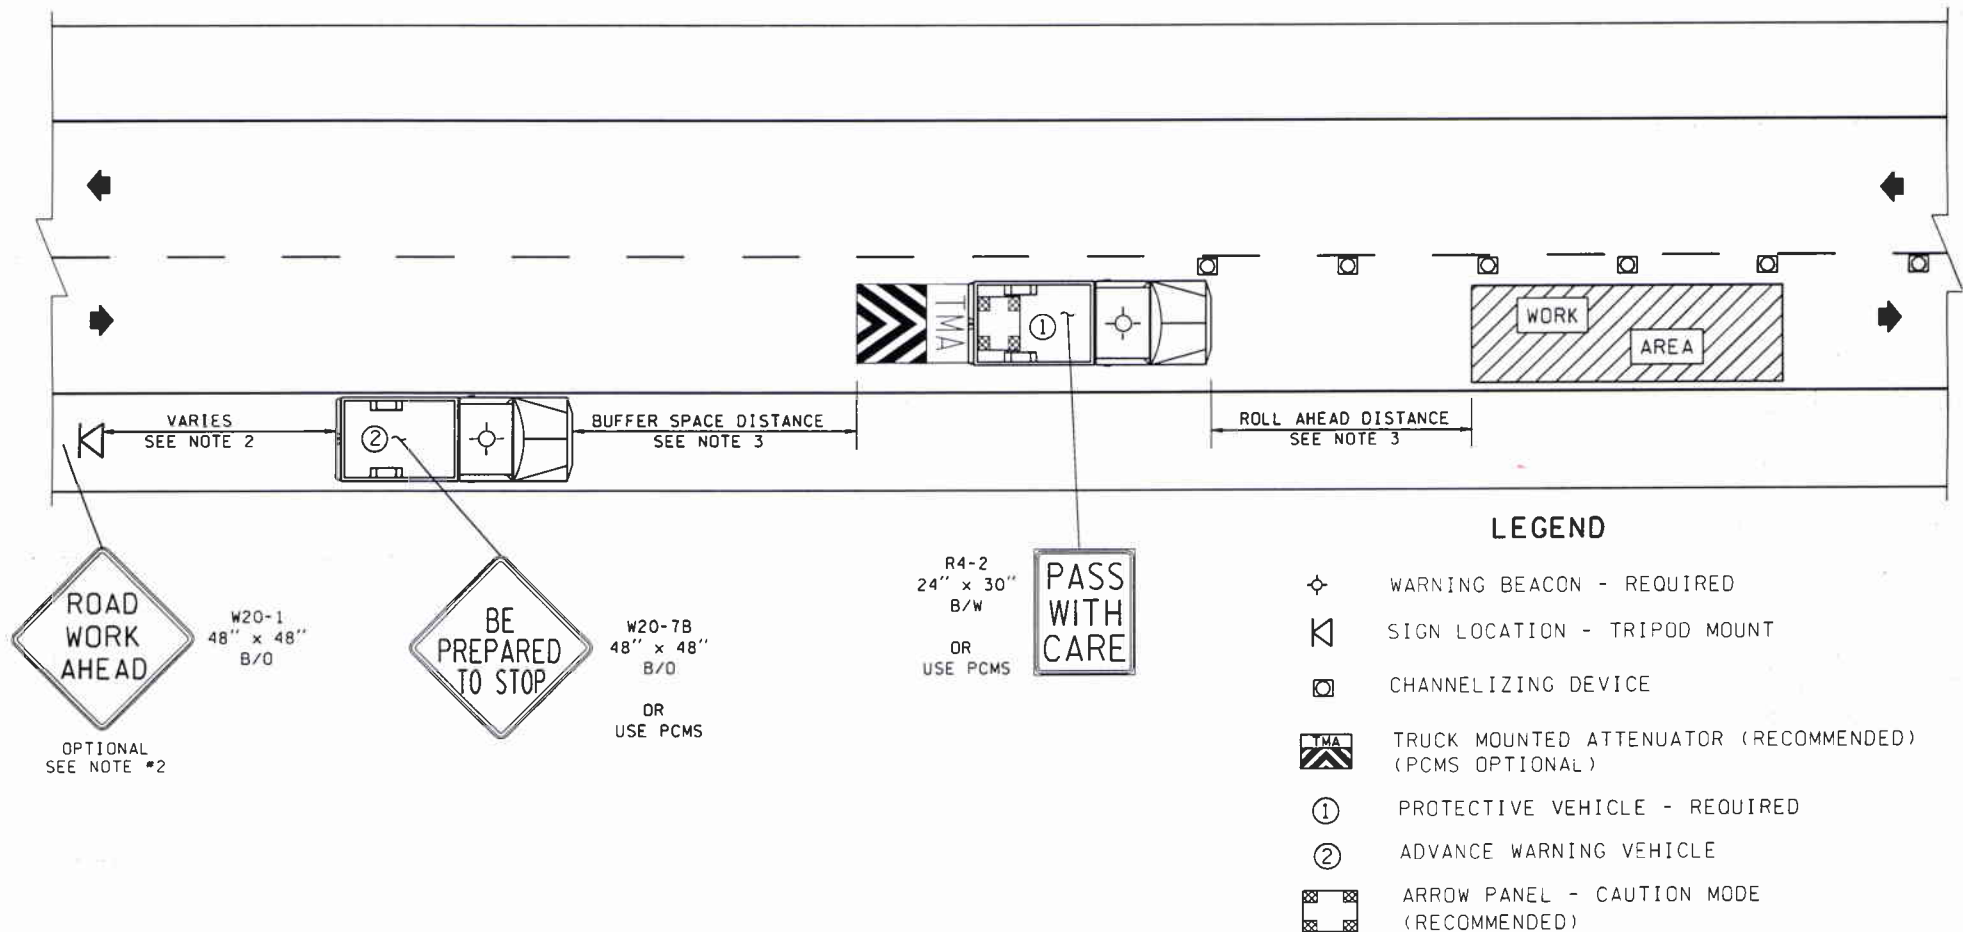 TMA
1
WORK
AREA
VARIES
SEE NOTE 2
2
BUFFER SPACE DISTANCE
SEE NOTE 3
ROLL AHEAD DISTANCE
SEE NOTE 3
ROAD
WORK
AHEAD
W20-1
48" x 48"
B/O
OPTIONAL
SEE NOTE #2
BE
PREPARED
TO STOP
W20-7B
48" x 48"
B/O
OR
USE PCMS
R4-2
24" x 30"
B/W
OR
USE PCMS
PASS
WITH
CARE
LEGEND
WARNING BEACON - REQUIRED
SIGN LOCATION - TRIPOD MOUNT
CHANNELIZING DEVICE
TMA
TRUCK MOUNTED ATTENUATOR (RECOMMENDED)
(PCMS OPTIONAL)
1 PROTECTIVE VEHICLE - REQUIRED
2 ADVANCE WARNING VEHICLE
ARROW PANEL - CAUTION MODE
(RECOMMENDED)